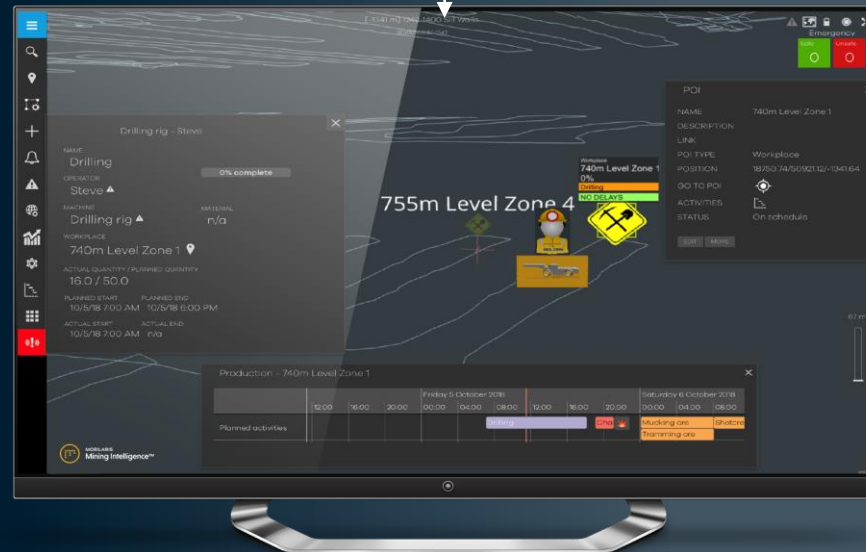 Emergency
Safe
Unsafe
0
0
Drilling rig - Steve
NAME
Drilling
0% complete
OPERATOR
Steve
MACHINE
Drilling rig
MATERIAL
n/a
WORKPLACE
740m Level Zone 1
ACTUAL QUANTITY / PLANNED QUANTITY
16.0 / 50.0
PLANNED START
PLANNED END
10/5/18 7:00 AM
10/5/18 6:00 PM
ACTUAL START
ACTUAL END
10/5/18 7:00 AM
n/a
755m Level Zone 4
Workplace
740m Level Zone 1
0%
Drilling
NO DELAYS
POI
NAME
740m Level Zone 1
DESCRIPTION
LINK
POI TYPE
Workplace
POSITION
GO TO POI
ACTIVITIES
STATUS
On schedule
EDIT
MOVE
Production - 740m Level Zone 1
Friday 5 October 2018
Saturday 6 October 2018
12:00
16:00
20:00
00:00
04:00
08:00
12:00
16:00
20:00
00:00
04:00
08:00
Planned activities
Drilling
Cha
Mucking ore
Shotcre
Tramming ore
MOBILARIS
Mining Intelligence™